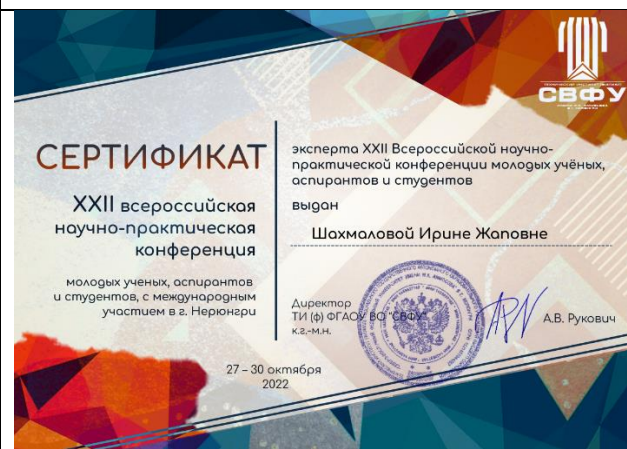 СВФУ
СЕРТИФИКАТ
XXII всероссийская
научно-практическая
конференция
молодых ученых, аспирантов
и студентов, с международным
участием в г. Нерюнгри
27 – 30 октября
2022
эксперта XXII Всероссийской научно-
практической конференции молодых учёных,
аспирантов и студентов
выдан
Шахмаловой Ирине Жаповне
Директор
ТИ (ф) ФГАОУ ВО "СВФУ"
к.г.-м.н.
А.В. Рукович